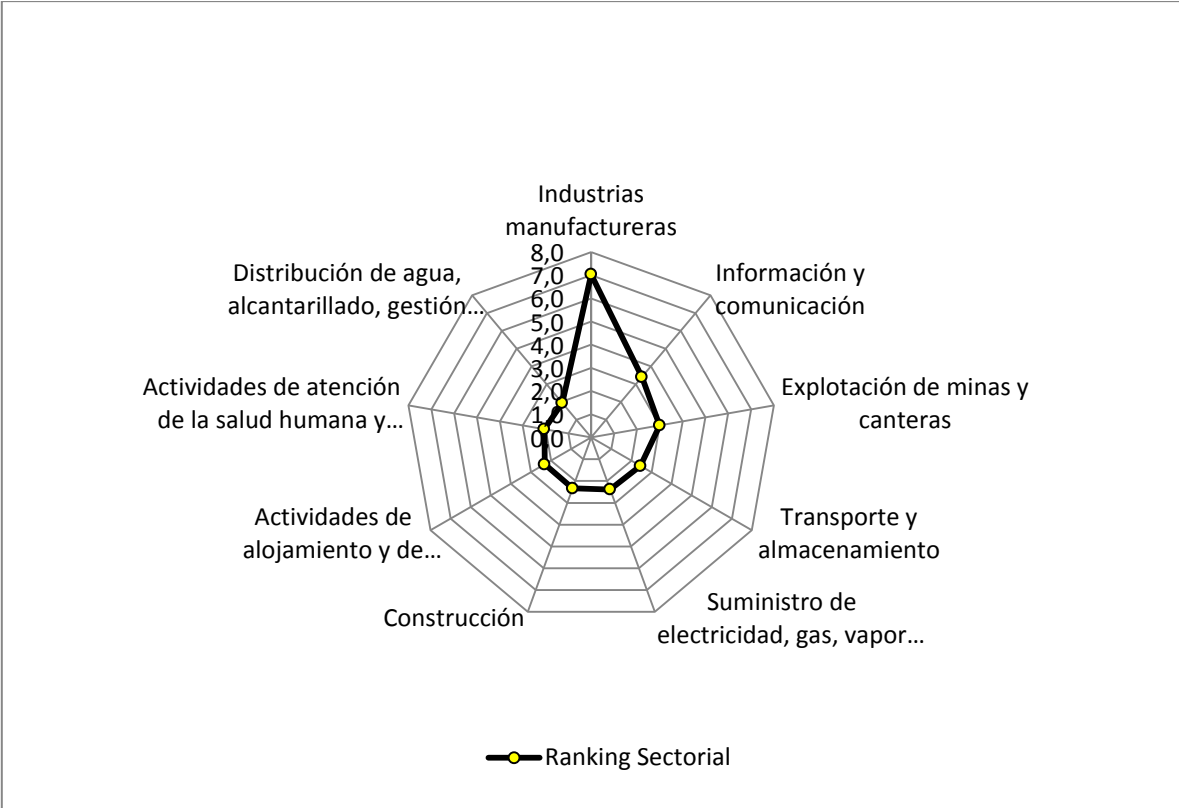 Industrias
manufactureras
Información y
comunicación
Explotación de minas y
canteras
Transporte y
almacenamiento
Suministro de
electricidad, gas, vapor...
Construcción
Actividades de
alojamiento y de...
Actividades de atención
de la salud humana y...
Distribución de agua,
alcantarillado, gestión...
8,0
7,0
6,0
5,0
4,0
3,0
2,0
1,0
0,0
Ranking Sectorial